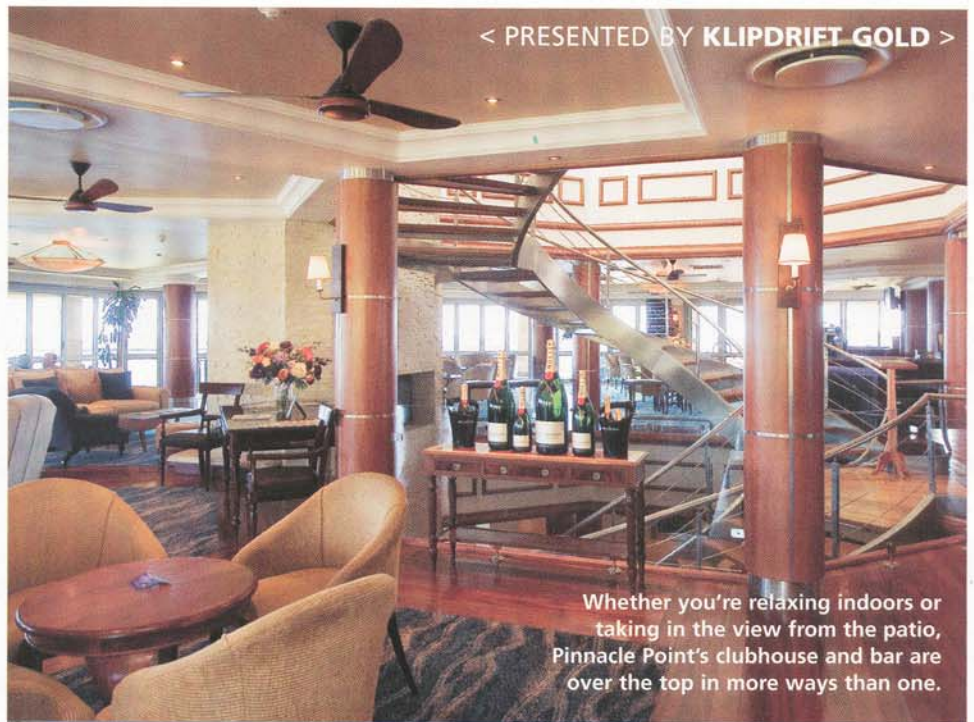 < PRESENTED BY KLIPDRIFT GOLD >
Whether you're relaxing indoors or
taking in the view from the patio,
Pinnacle Point's clubhouse and bar are
over the top in more ways than one.